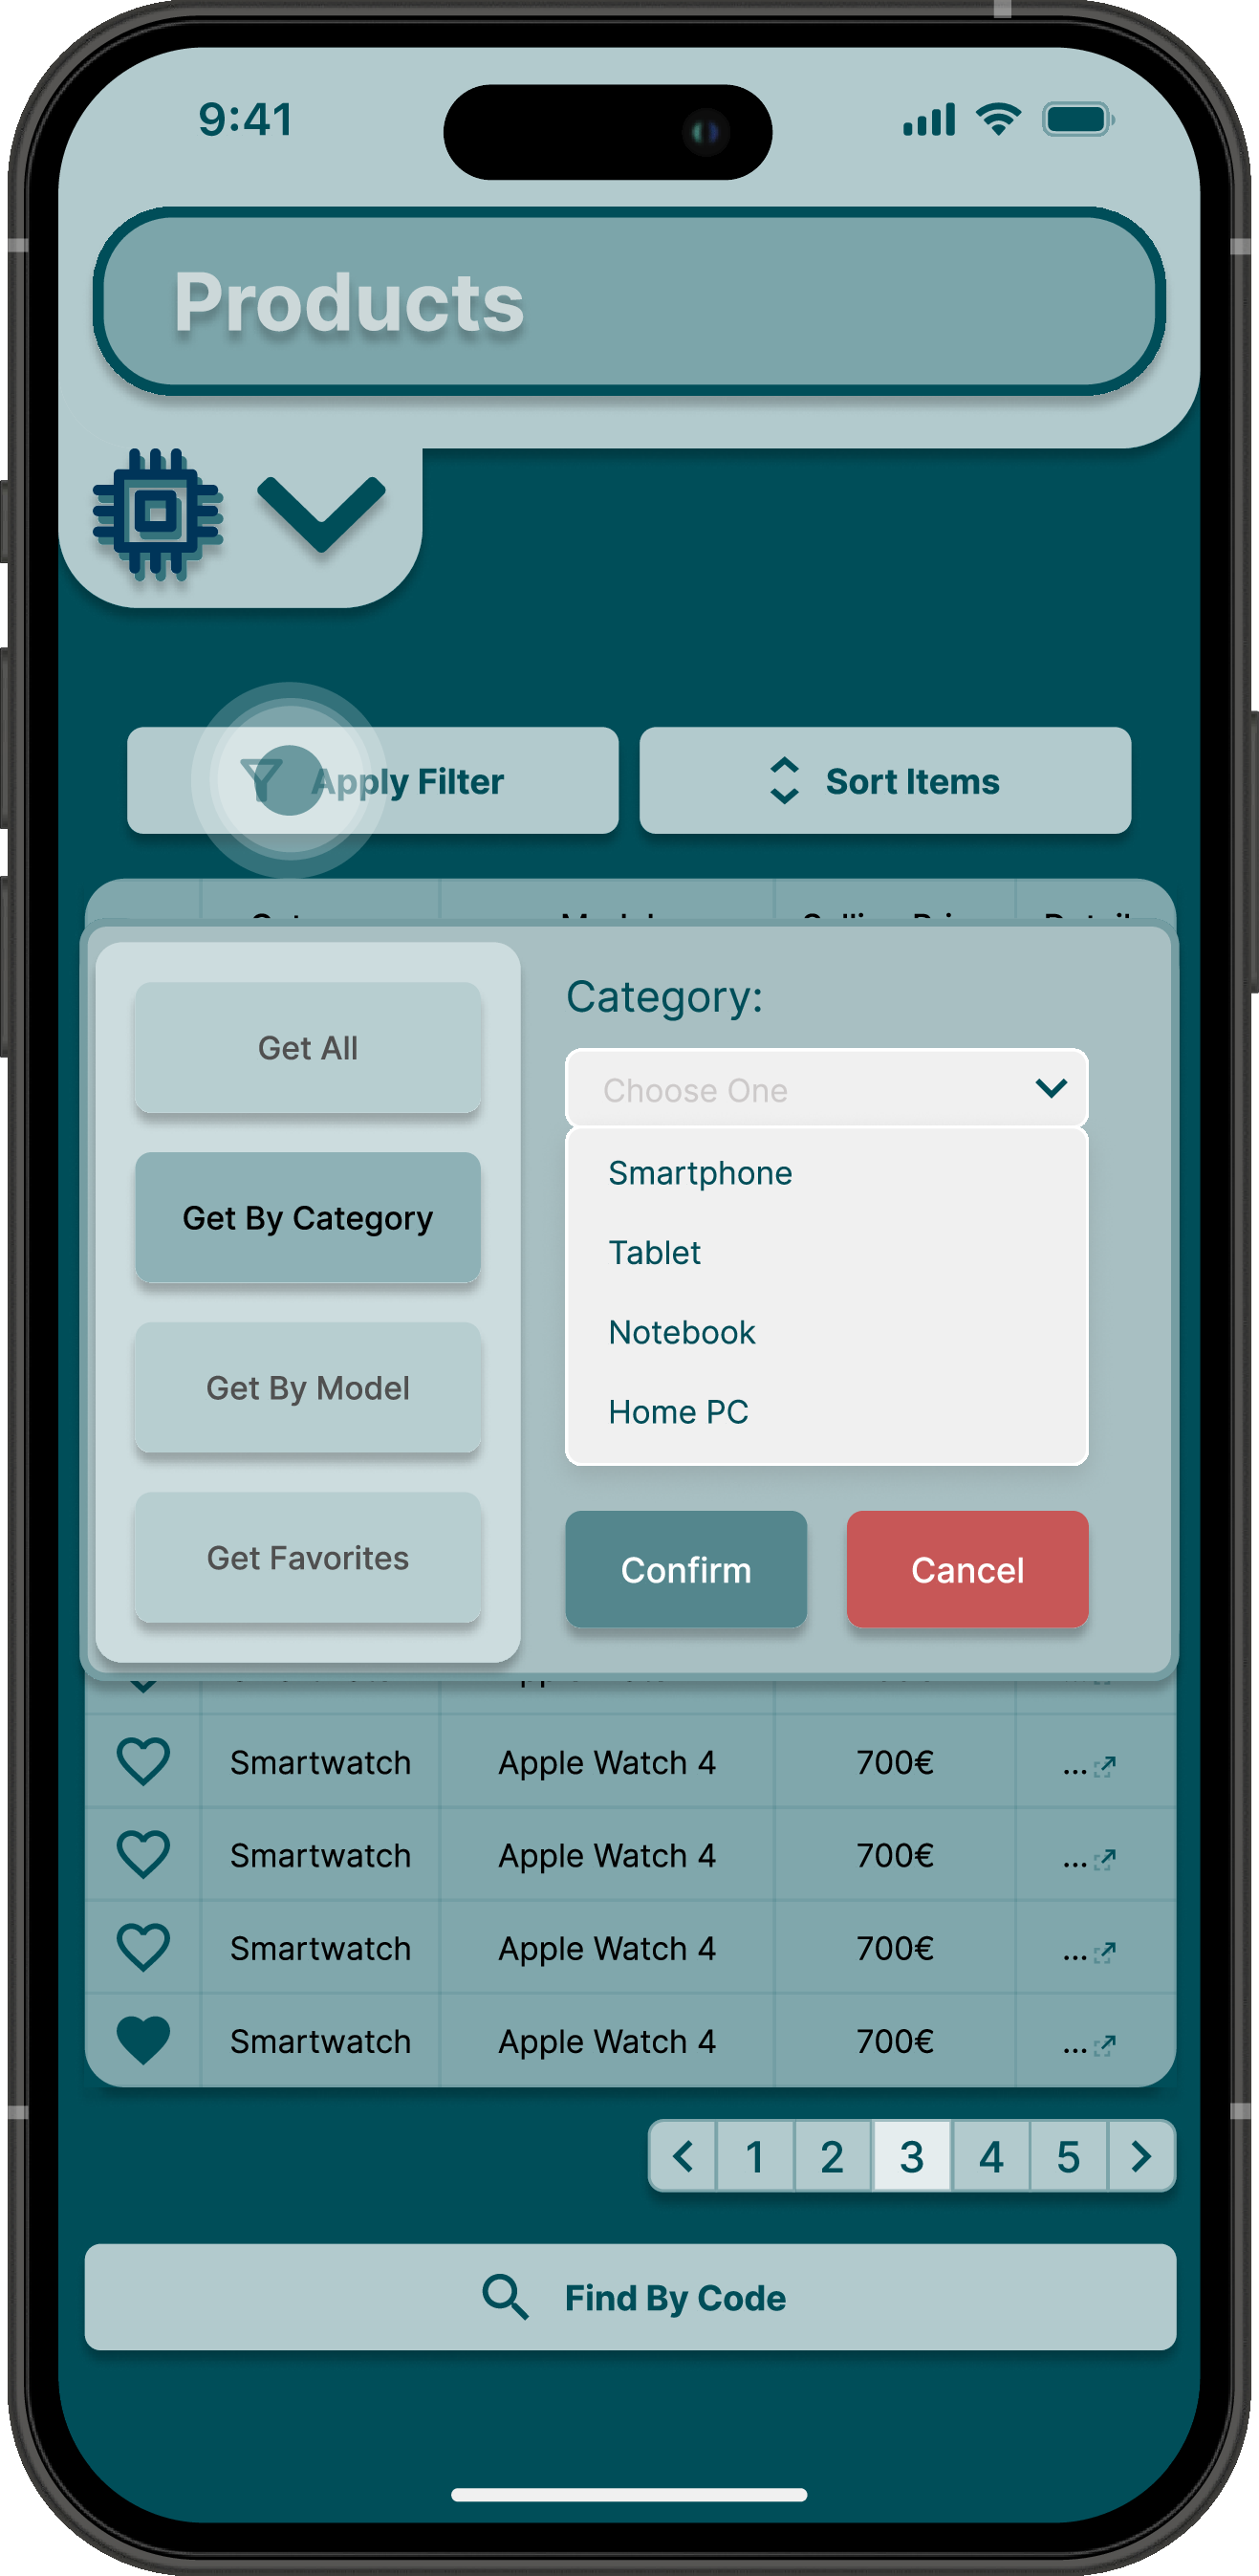 9:41
Products
Apply Filter
Sort Items
Category:
Get All
Choose One
Smartphone
Get By Category
Tablet
Notebook
Get By Model
Home PC
Get Favorites
Confirm
Cancel
Smartwatch Apple Watch 4 700€ ...
Smartwatch Apple Watch 4 700€ ...
Smartwatch Apple Watch 4 700€ ...
Smartwatch Apple Watch 4 700€ ...
1 2 3 4 5
Find By Code